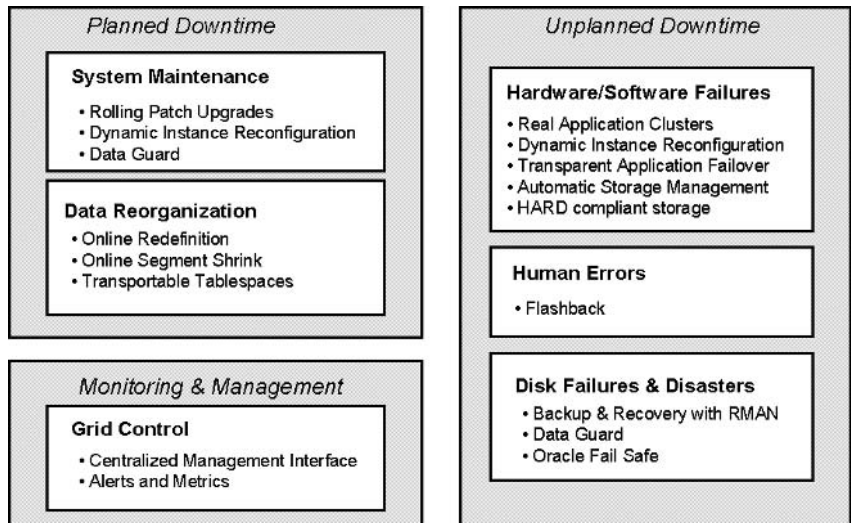 Planned Downtime
System Maintenance
• Rolling Patch Upgrades
• Dynamic Instance Reconfiguration
• Data Guard
Data Reorganization
• Online Redefinition
• Online Segment Shrink
• Transportable Tablespaces
Monitoring & Management
Grid Control
• Centralized Management Interface
• Alerts and Metrics
Unplanned Downtime
Hardware/Software Failures
• Real Application Clusters
• Dynamic Instance Reconfiguration
• Transparent Application Failover
• Automatic Storage Management
• HARD compliant storage
Human Errors
• Flashback
Disk Failures & Disasters
• Backup & Recovery with RMAN
• Data Guard
• Oracle Fail Safe